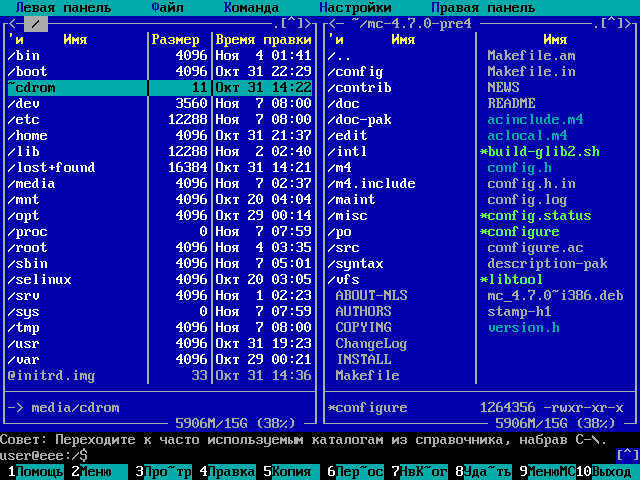 Левая панель Файл Команда Настройки Правая панель
<─ / ─.[^]>
'и Имя Размер Время правки
/bin 4096 Ноя 4 01:41
/boot 4096 Окт 31 22:29
~cdrom 11 Окт 31 14:22
/dev 3560 Ноя 7 08:00
/etc 12288 Ноя 7 08:00
/home 4096 Окт 31 21:37
/lib 12288 Ноя 2 02:40
/lost+found 16384 Окт 31 14:21
/media 4096 Ноя 7 02:37
/mnt 4096 Окт 20 04:04
/opt 4096 Окт 29 00:14
/proc 0 Ноя 7 07:59
/root 4096 Ноя 4 03:35
/sbin 4096 Ноя 7 05:01
/selinux 4096 Окт 20 03:05
/srv 4096 Ноя 1 02:23
/sys 0 Ноя 7 07:59
/tmp 4096 Ноя 7 08:00
/usr 4096 Окт 31 19:23
/var 4096 Окт 29 00:21
@initrd.img 33 Окт 31 14:36
-> media/cdrom
5906M/15G (38%)
<─ ~/mc-4.7.0-pre4 ─.[^]>
'и Имя Имя
/.. Makefile.am
/config Makefile.in
/contrib NEWS
/doc README
/doc-pak acinclude.m4
/edit aclocal.m4
/intl *build-glib2.sh
/m4 config.h
/m4.include config.h.in
/maint config.log
/misc *config.status
/po *configure
/src configure.ac
/syntax description-pak
/vfs *libtool
ABOUT-NLS mc_4.7.0~i386.deb
AUTHORS stamp-h1
COPYING version.h
ChangeLog
INSTALL
Makefile
*configure 1264356 -rwxr-xr-x
5906M/15G (38%)
Совет: Переходите к часто используемым каталогам из справочника, набрав C-\.
user@eee:/$ [^]
1Помощь 2Меню 3Про~тр 4Правка 5Копия 6Пер~ос 7НвК~ог 8Уда~ть 9МенюMC 10Выход